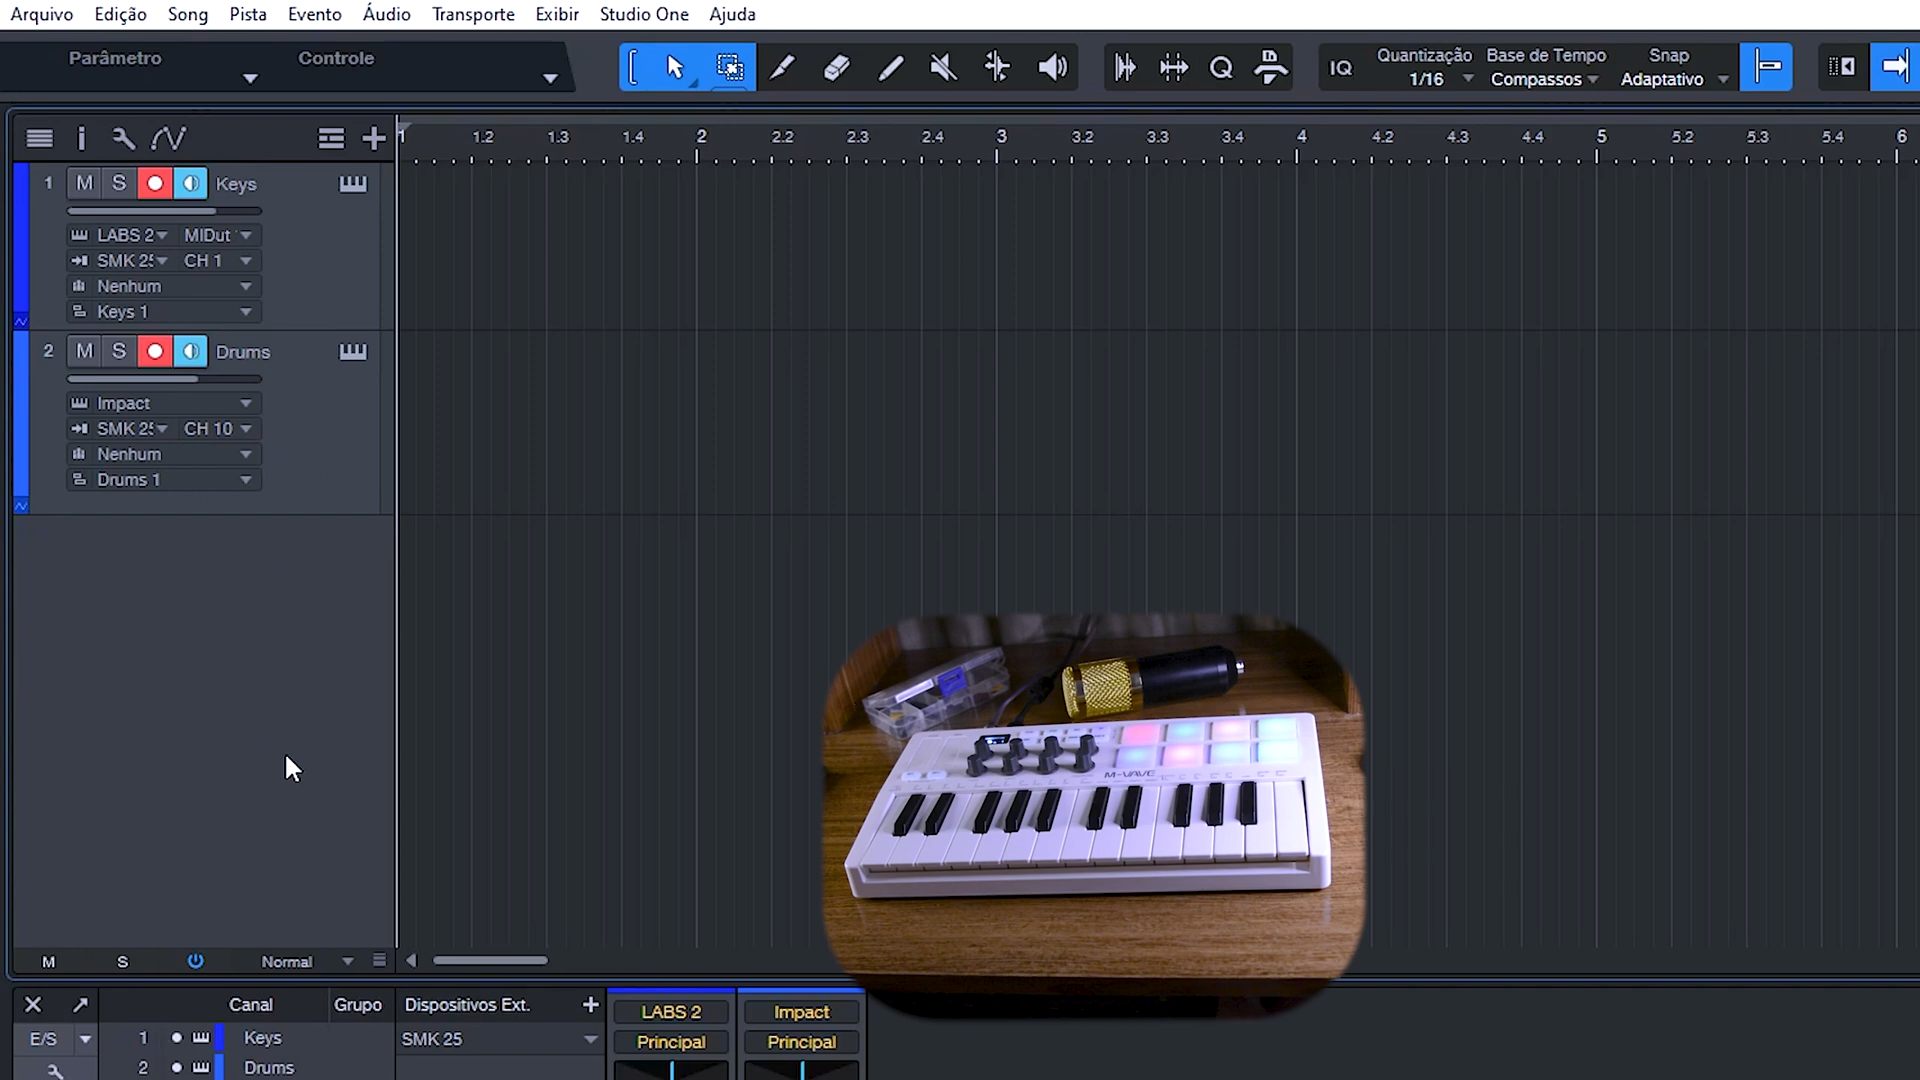 Arquivo Edição Song Pista Evento Áudio Transporte Exibir Studio One Ajuda
Parâmetro Controle
IQ Quantização Base de Tempo Snap
1/16 Compassos Adaptativo
1 1.2 1.3 1.4 2 2.2 2.3 2.4 3 3.2 3.3 3.4 4 4.2 4.3 4.4 5 5.2 5.3 5.4 6
1 M S Keys
LABS 2 MIDut
SMK 25 CH 1
Nenhum
Keys 1
2 M S Drums
Impact
SMK 25 CH 10
Nenhum
Drums 1
M-VAVE
M S Normal
Canal Grupo Dispositivos Ext. LABS 2 Impact
E/S 1 Keys SMK 25 Principal Principal
2 Drums